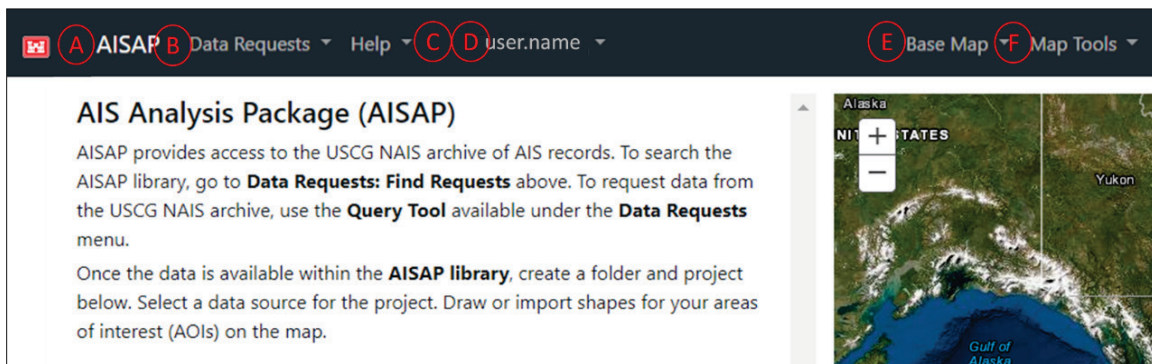 A AISAP B Data Requests Help C D user.name E Base Map F Map Tools
AIS Analysis Package (AISAP)
AISAP provides access to the USCG NAIS archive of AIS records. To search the
AISAP library, go to Data Requests: Find Requests above. To request data from
the USCG NAIS archive, use the Query Tool available under the Data Requests
menu.
Once the data is available within the AISAP library, create a folder and project
below. Select a data source for the project. Draw or import shapes for your areas
of interest (AOIs) on the map.
Alaska
+
TATES
−
Yukon
Gulf of
Alaska